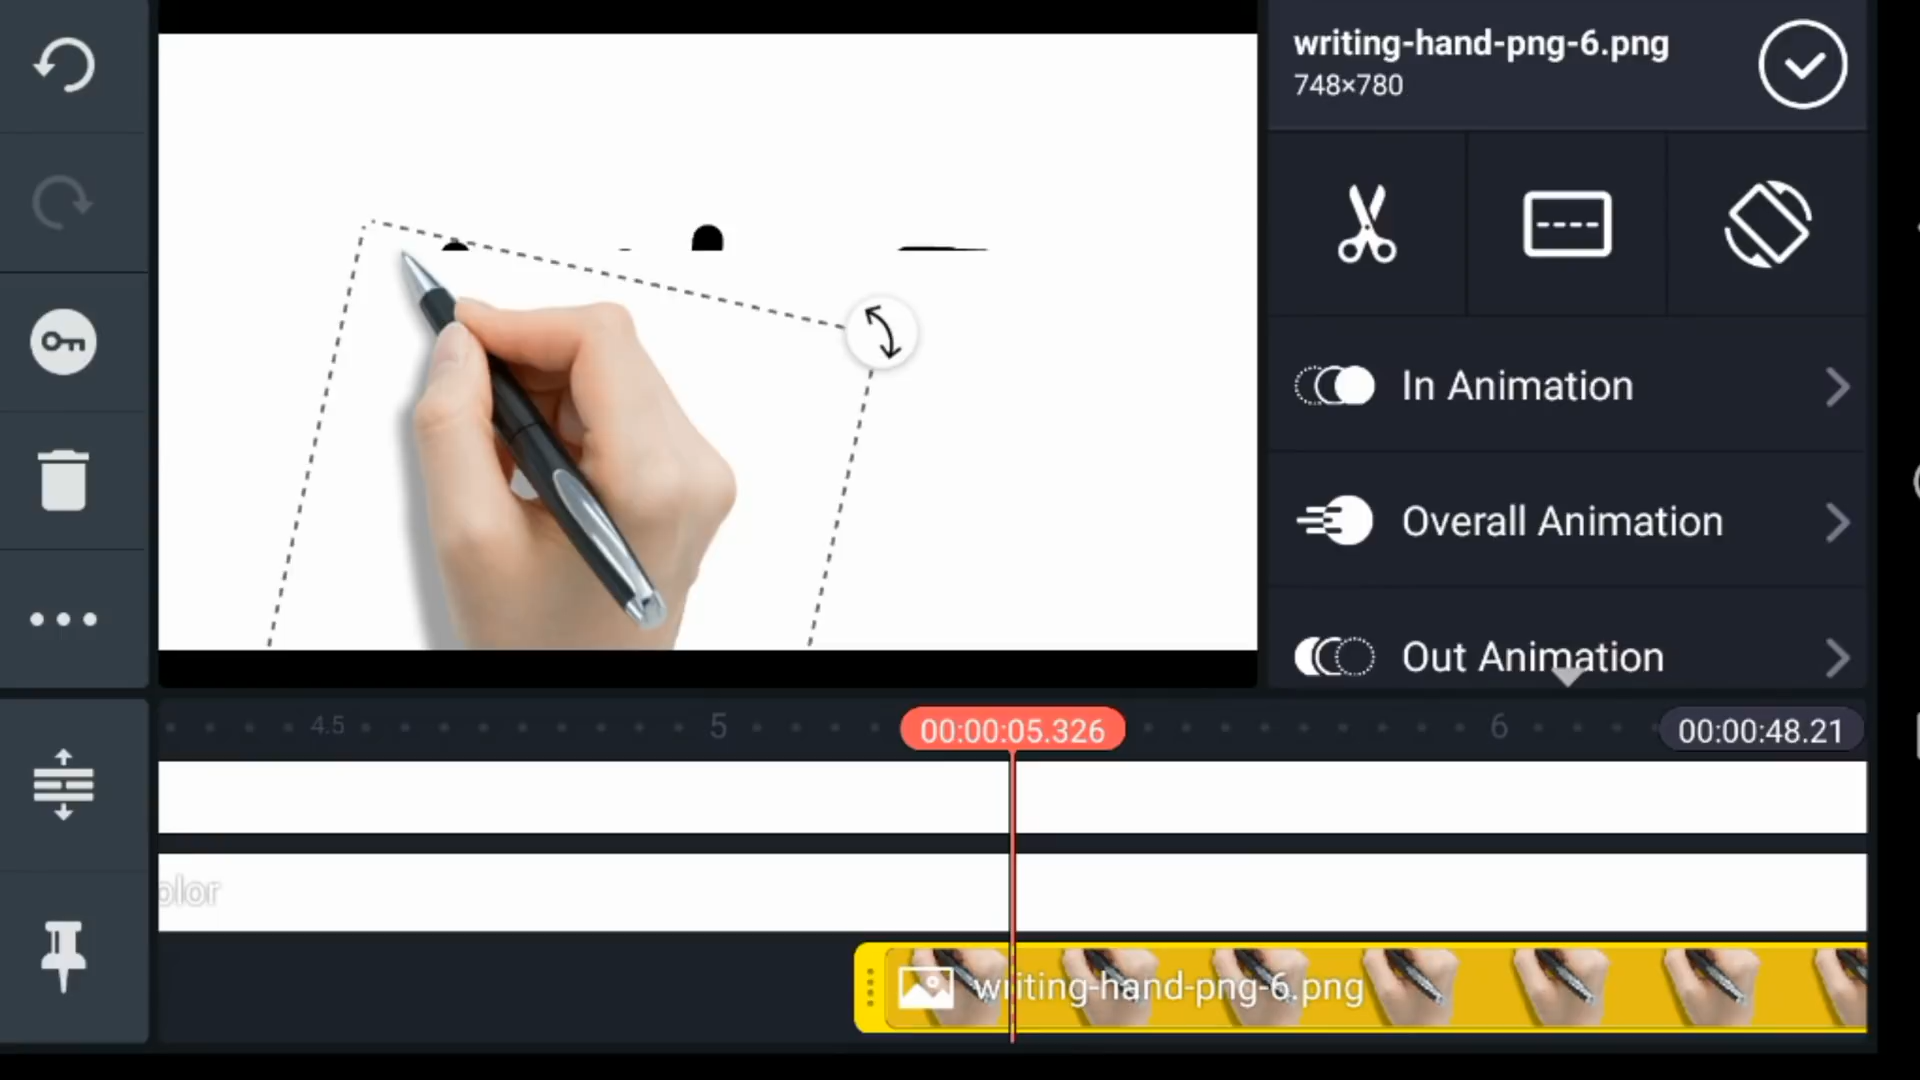 writing-hand-png-6.png
748×780
In Animation
Overall Animation
Out Animation
4.5
5
00:00:05.326
6
00:00:48.21
olor
writing-hand-png-6.png